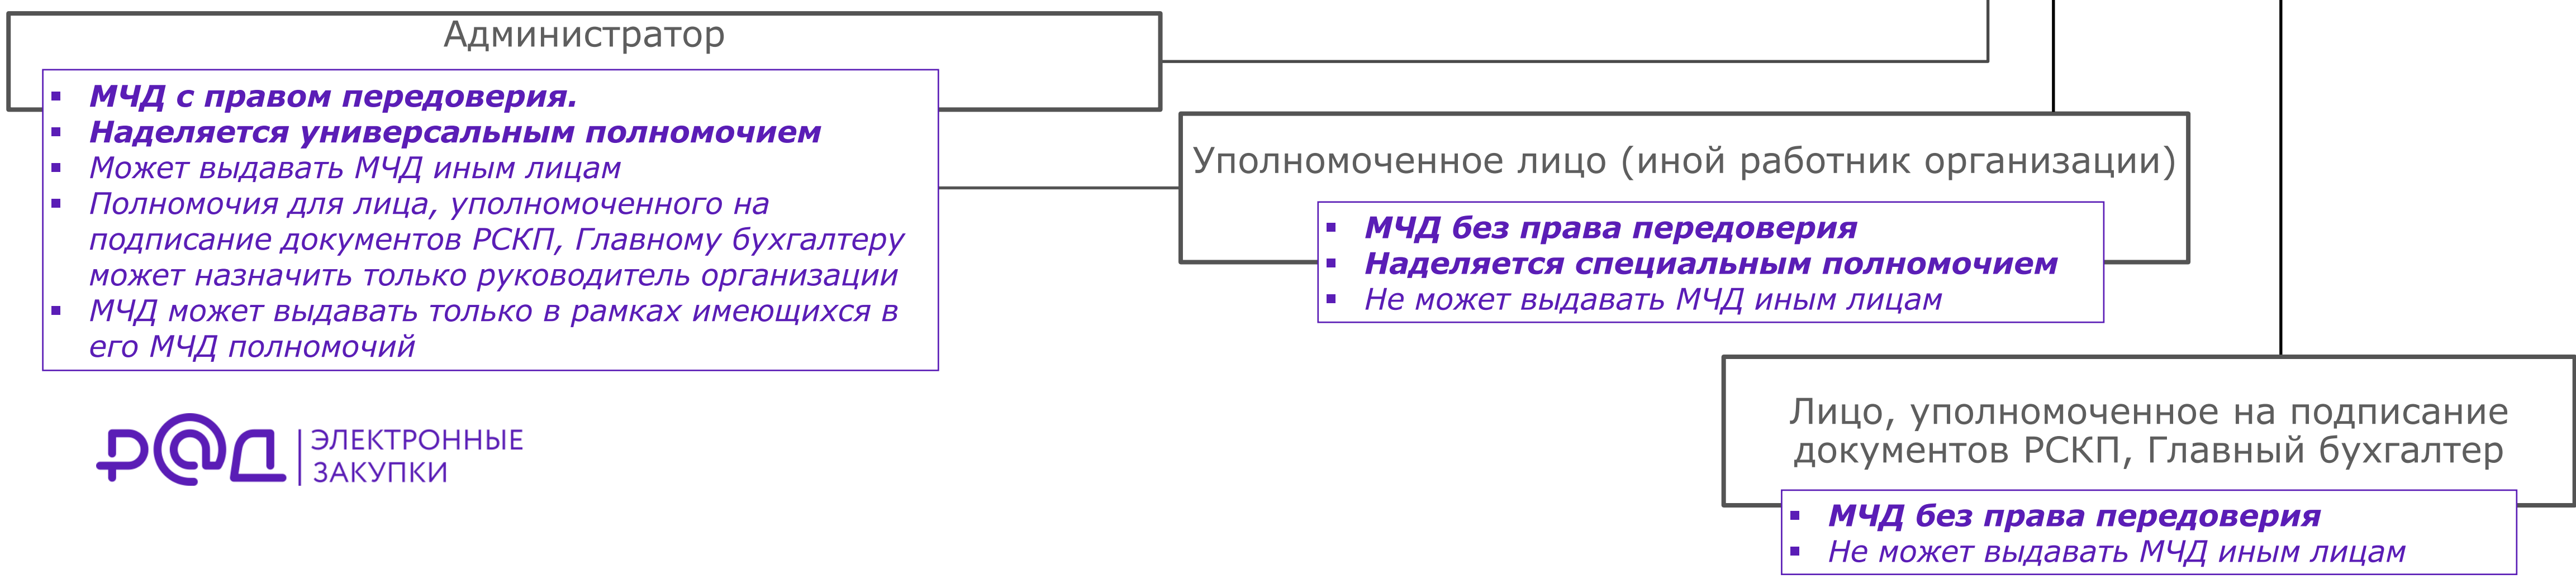 Администратор
▪ МЧД с правом передоверия.
▪ Наделяется универсальным полномочием
▪ Может выдавать МЧД иным лицам
▪ Полномочия для лица, уполномоченного на
подписание документов РСКП, Главному бухгалтеру
может назначить только руководитель организации
▪ МЧД может выдавать только в рамках имеющихся в
его МЧД полномочий
Уполномоченное лицо (иной работник организации)
▪ МЧД без права передоверия
▪ Наделяется специальным полномочием
▪ Не может выдавать МЧД иным лицам
Лицо, уполномоченное на подписание
документов РСКП, Главный бухгалтер
▪ МЧД без права передоверия
▪ Не может выдавать МЧД иным лицам
Р@Д
ЭЛЕКТРОННЫЕ
ЗАКУПКИ